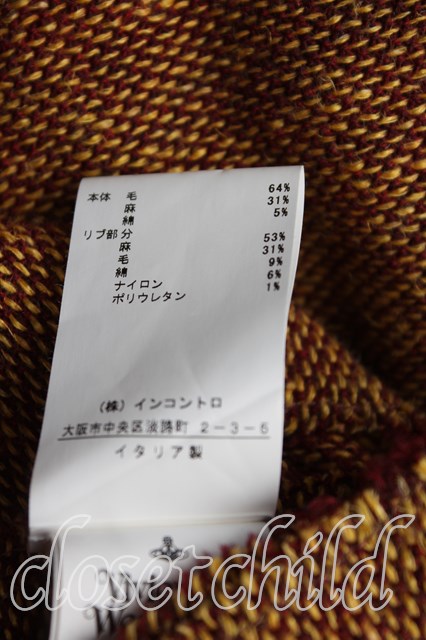 本体 毛 64%
麻 31%
綿 5%
リブ部分
麻 53%
毛 31%
綿 9%
ナイロン 6%
ポリウレタン 1%
(株) インコントロ
大阪市中央区淡路町 2-3-5
イタリア製
closet child